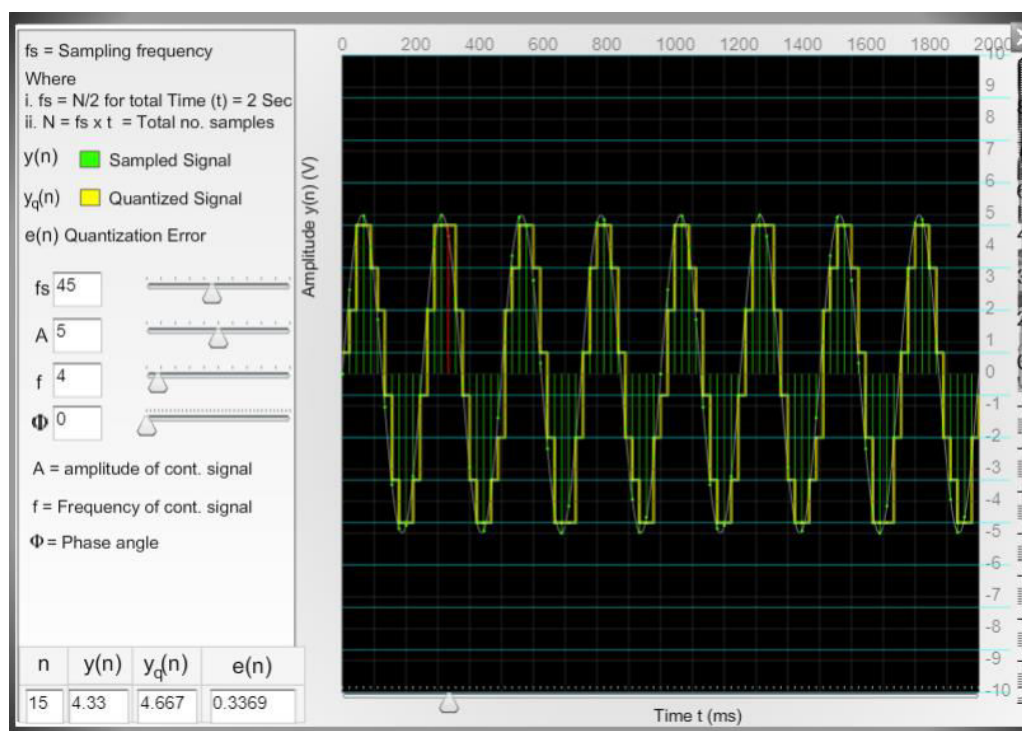 fs = Sampling frequency
Where
i. fs = N/2 for total Time (t) = 2 Sec
ii. N = fs x t = Total no. samples
y(n) Sampled Signal
yq(n) Quantized Signal
e(n) Quantization Error
fs 45
A 5
f 4
Φ 0
A = amplitude of cont. signal
f = Frequency of cont. signal
Φ = Phase angle
n y(n) yq(n) e(n)
15 4.33 4.667 0.3369
0 200 400 600 800 1000 1200 1400 1600 1800 2000
Amplitude y(n) (V)
10
9
8
7
6
5
4
3
2
1
0
-1
-2
-3
-4
-5
-6
-7
-8
-9
-10
Time t (ms)